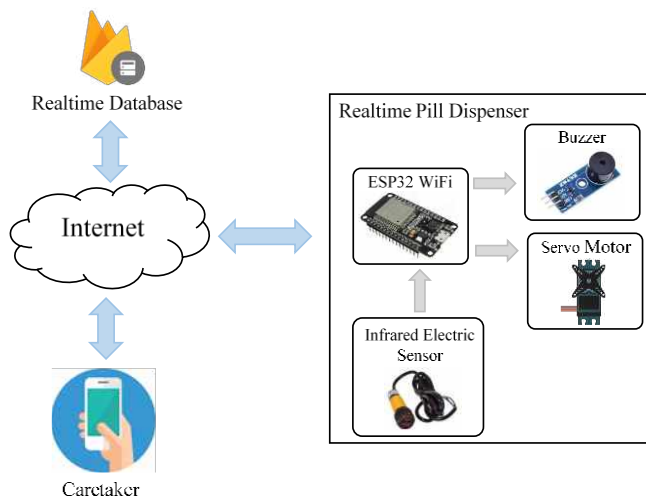 Realtime Database
Internet
Caretaker
Realtime Pill Dispenser
ESP32 WiFi
Buzzer
Servo Motor
Infrared Electric
Sensor